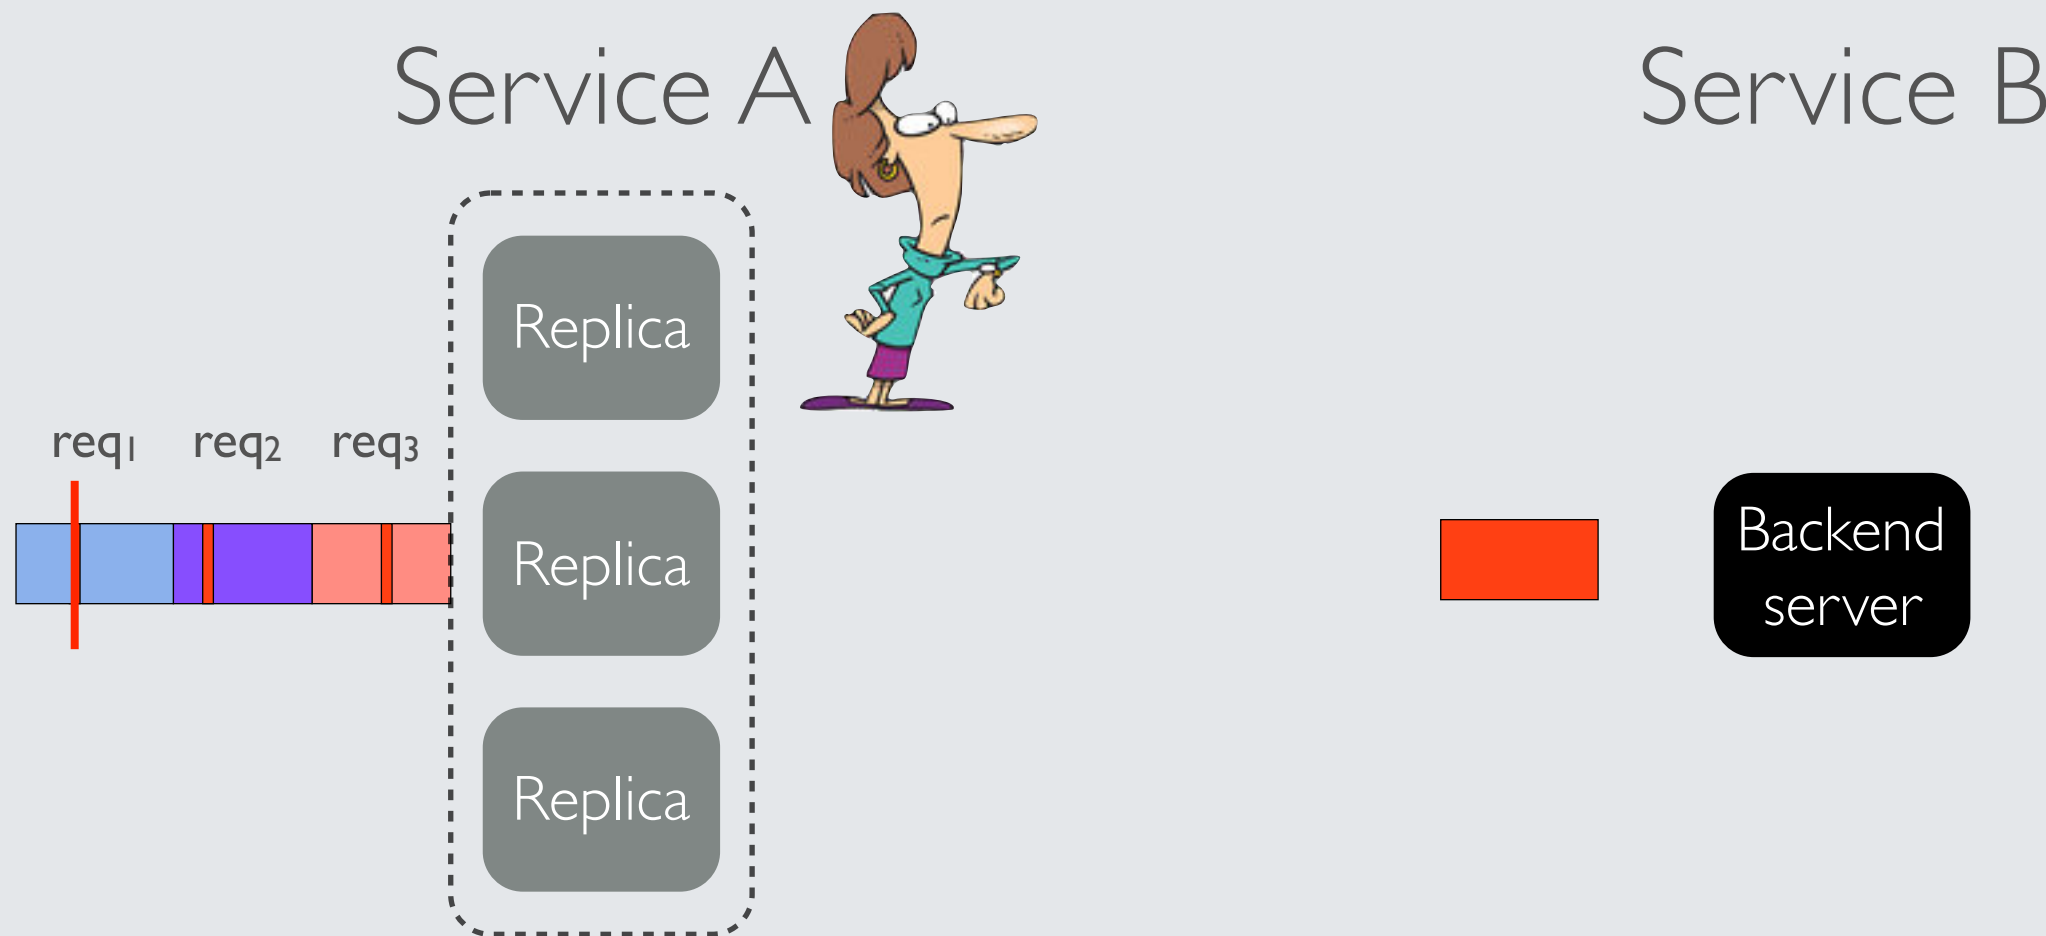 Service A
Service B
Replica
req₁ req₂ req₃
Replica
Backend
server
Replica